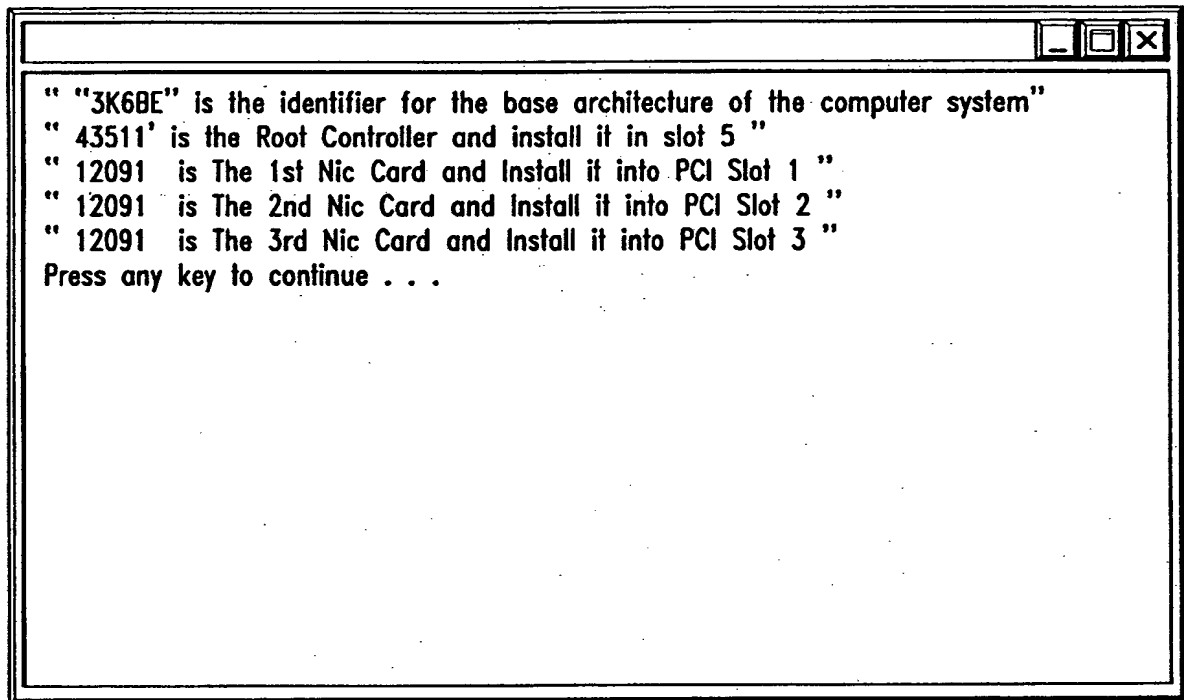 “ "3K6BE" is the identifier for the base architecture of the computer system”
“ 43511' is the Root Controller and install it in slot 5 ”
“ 12091 is The 1st Nic Card and Install it into PCI Slot 1 ”
“ 12091 is The 2nd Nic Card and Install it into PCI Slot 2 ”
“ 12091 is The 3rd Nic Card and Install it into PCI Slot 3 ”
Press any key to continue . . .